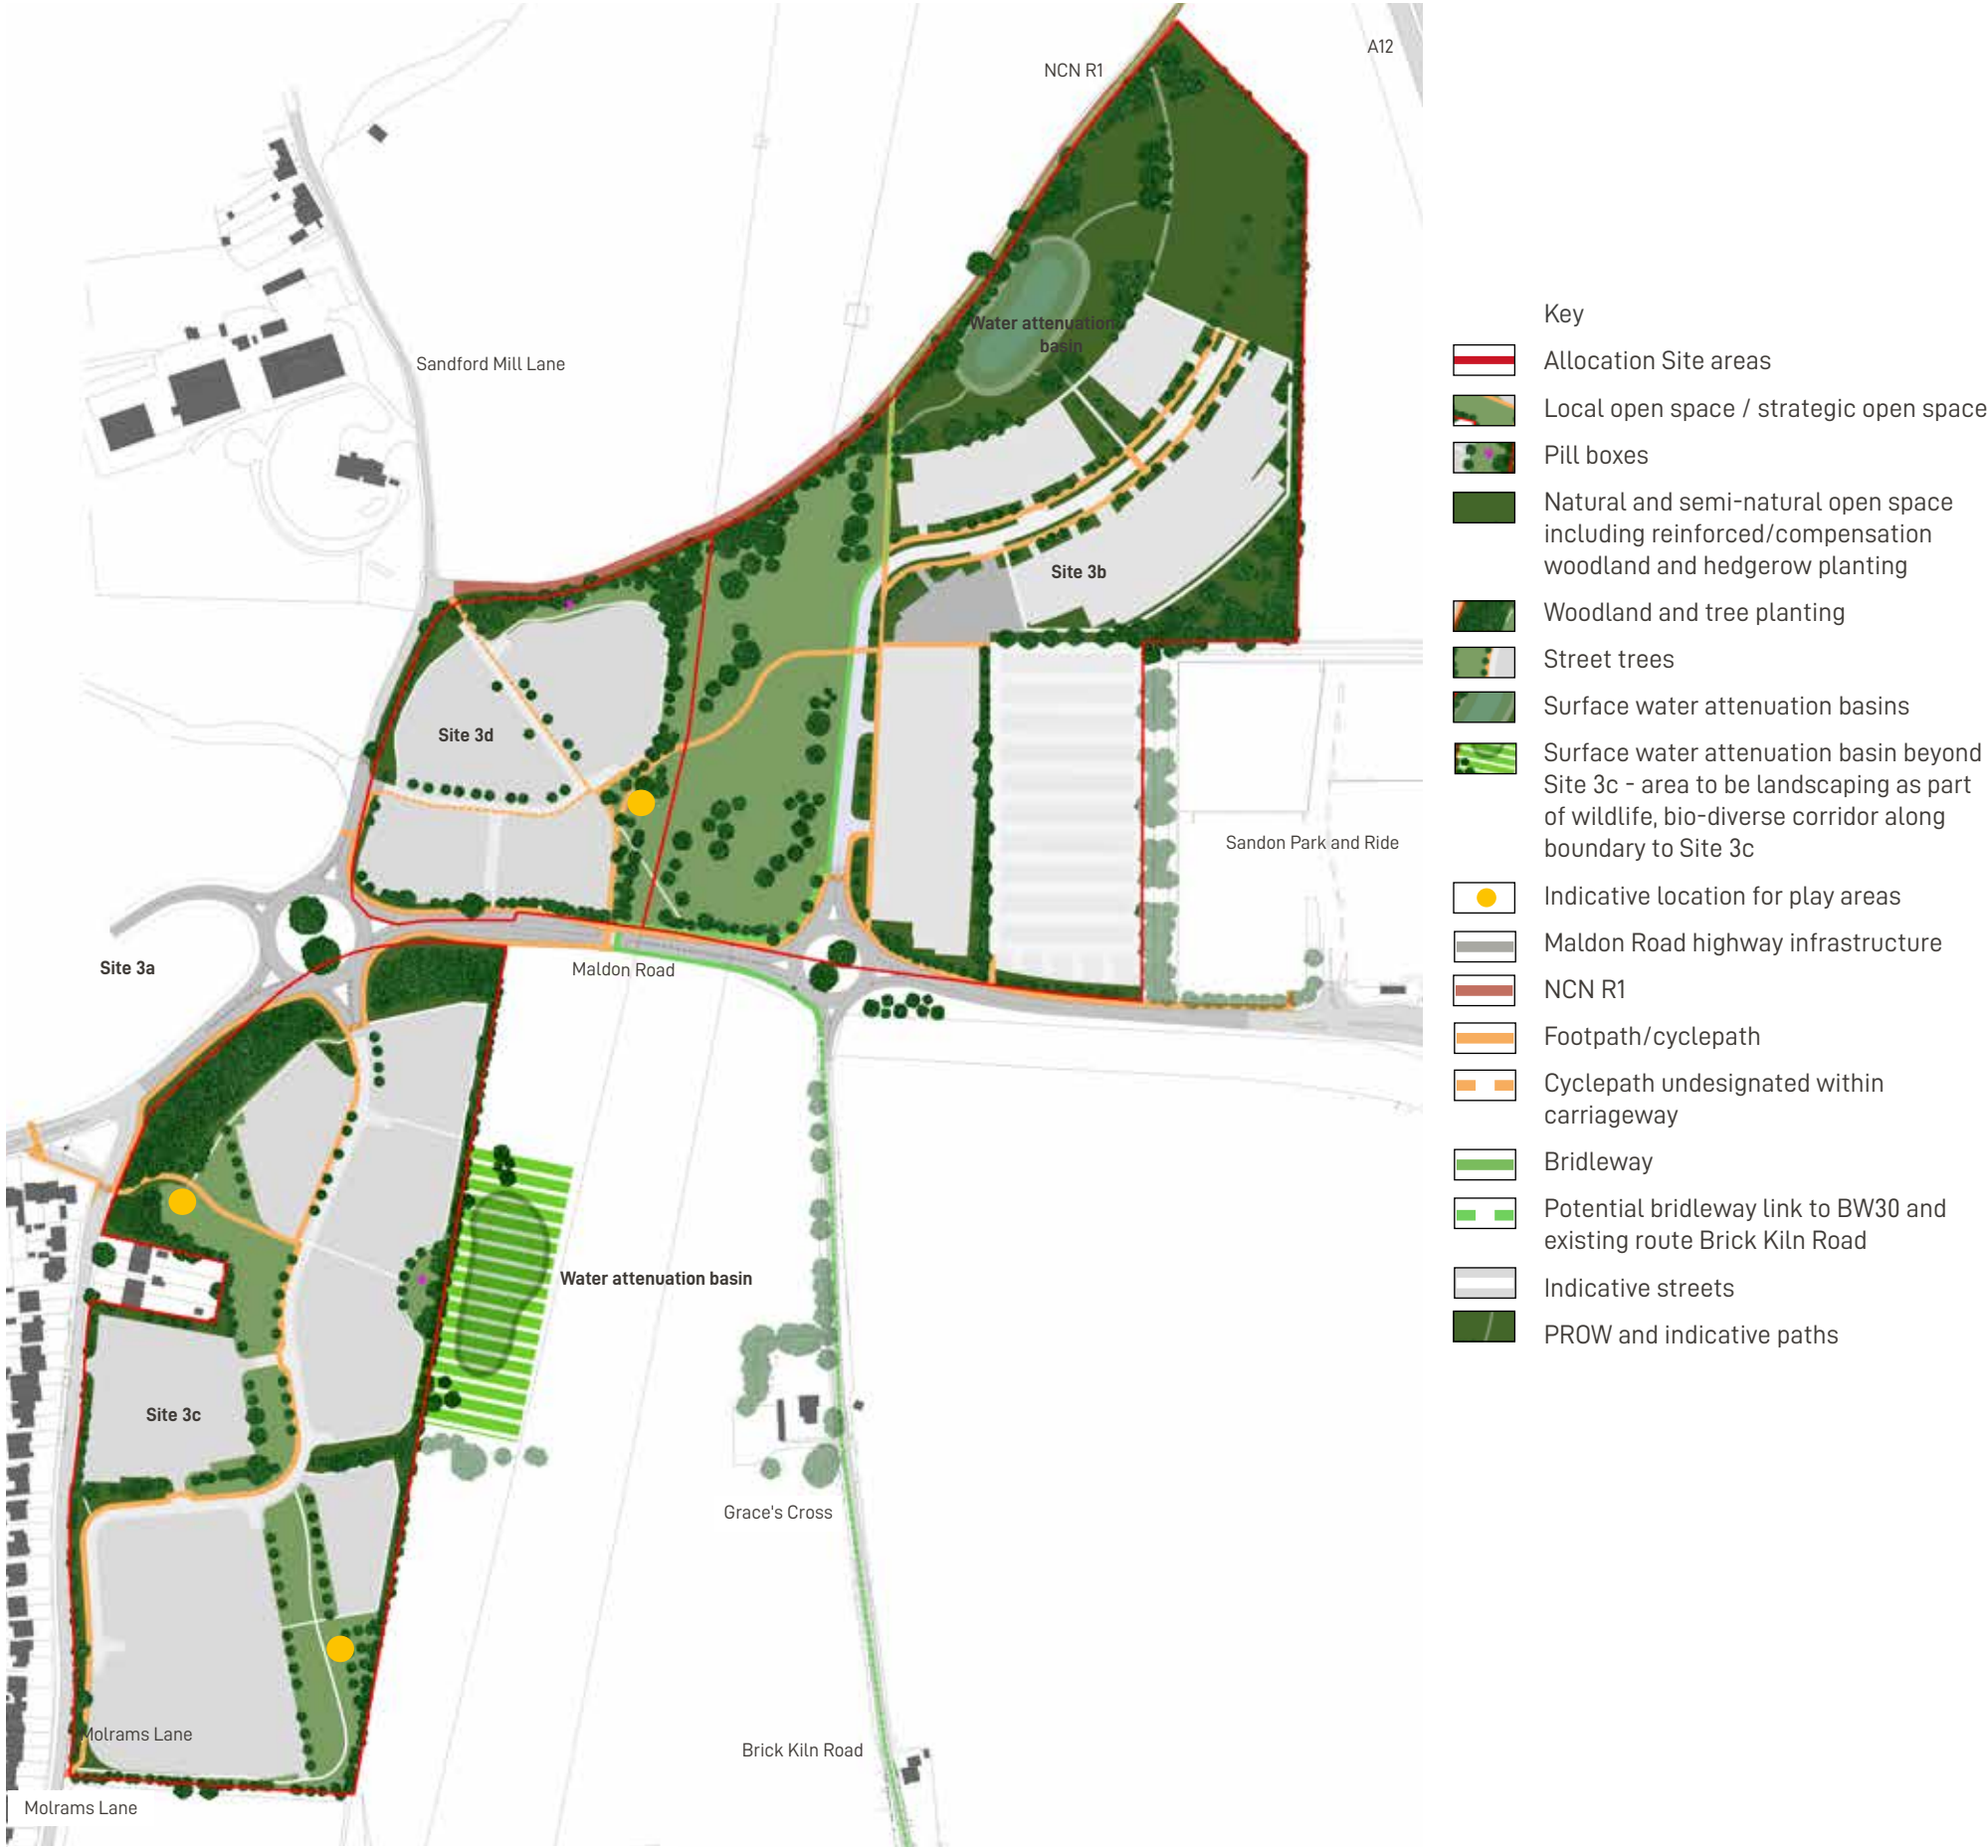 A12
NCN R1
Water attenuation
basin
Sandford Mill Lane
Site 3b
Site 3d
Sandon Park and Ride
Site 3a
Maldon Road
Water attenuation basin
Site 3c
Grace's Cross
Molrams Lane
Brick Kiln Road
Molrams Lane
Key
Allocation Site areas
Local open space / strategic open space
Pill boxes
Natural and semi-natural open space
including reinforced/compensation
woodland and hedgerow planting
Woodland and tree planting
Street trees
Surface water attenuation basins
Surface water attenuation basin beyond
Site 3c - area to be landscaping as part
of wildlife, bio-diverse corridor along
boundary to Site 3c
Indicative location for play areas
Maldon Road highway infrastructure
NCN R1
Footpath/cyclepath
Cyclepath undesignated within
carriageway
Bridleway
Potential bridleway link to BW30 and
existing route Brick Kiln Road
Indicative streets
PROW and indicative paths